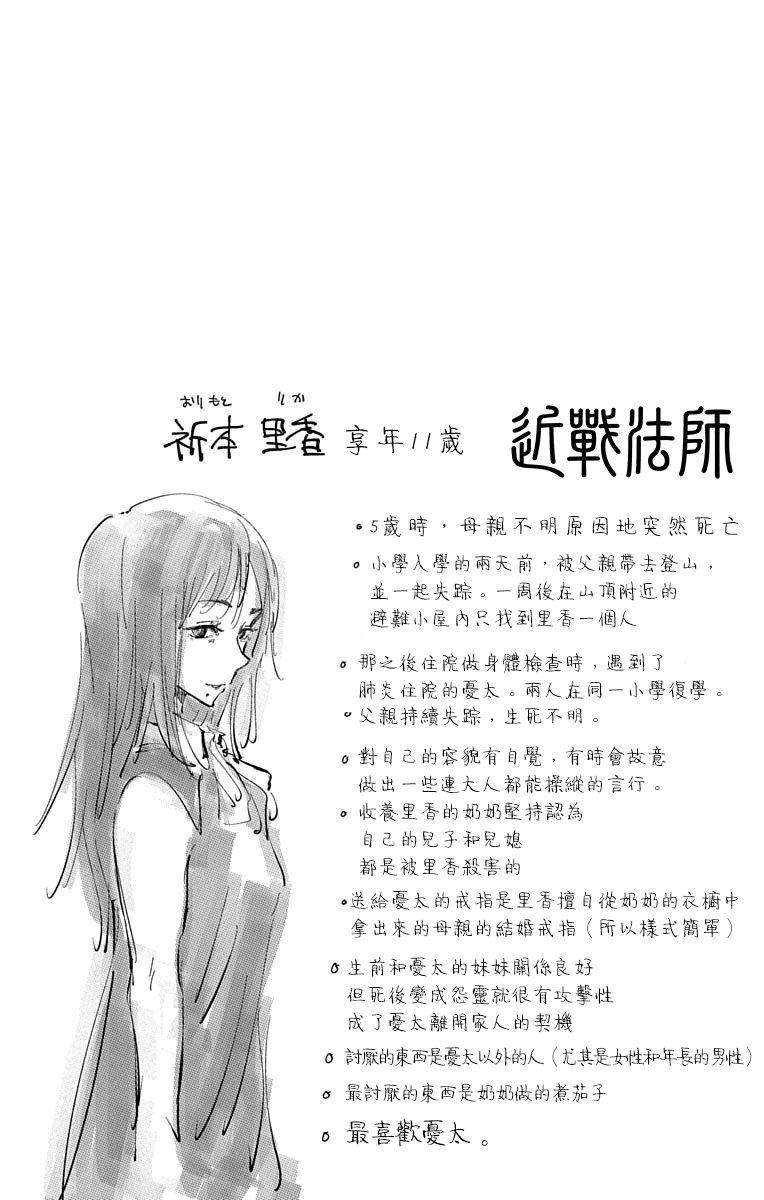 おりもと りか
祈本 里香 享年11歲
近戰法師
5歲時，母親不明原因地突然死亡
小學入學的兩天前，被父親帶去登山，
並一起失踪。一周後在山頂附近的
避難小屋內只找到里香一個人
那之後住院做身體檢查時，遇到了
肺炎住院的憂太。兩人在同一小學復學。
父親持續失踪，生死不明。
對自己的容貌有自覺，有時會故意
做出一些連大人都能操縱的言行。
收養里香的奶奶堅持認為
自己的兒子和兒媳
都是被里香殺害的
送給憂太的戒指是里香擅自從奶奶的衣櫥中
拿出來的母親的結婚戒指（所以樣式簡單）
生前和憂太的妹妹關係良好
但死後變成怨靈就很有攻擊性
成了憂太離開家人的契機
討厭的東西是憂太以外的人（尤其是女性和年長的男性）
最討厭的東西是奶奶做的煮茄子
最喜歡憂太。